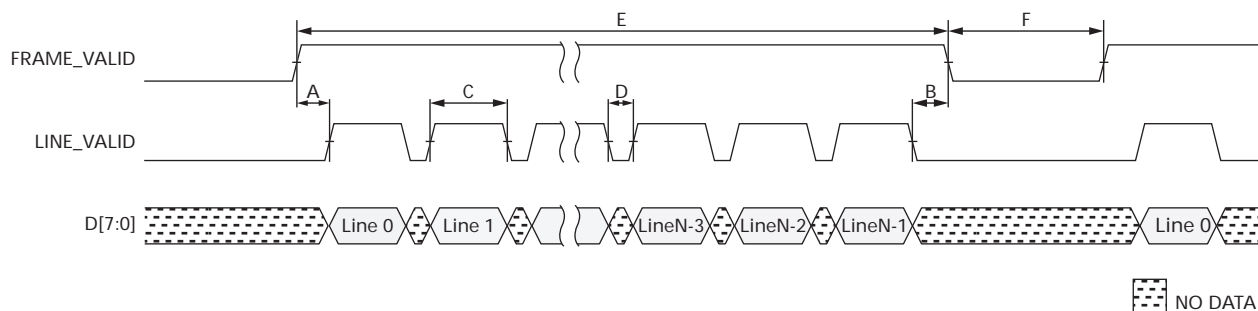 E
F
FRAME_VALID
A
C
D
B
LINE_VALID
D[7:0]
Line 0
Line 1
LineN-3
LineN-2
LineN-1
Line 0
NO DATA